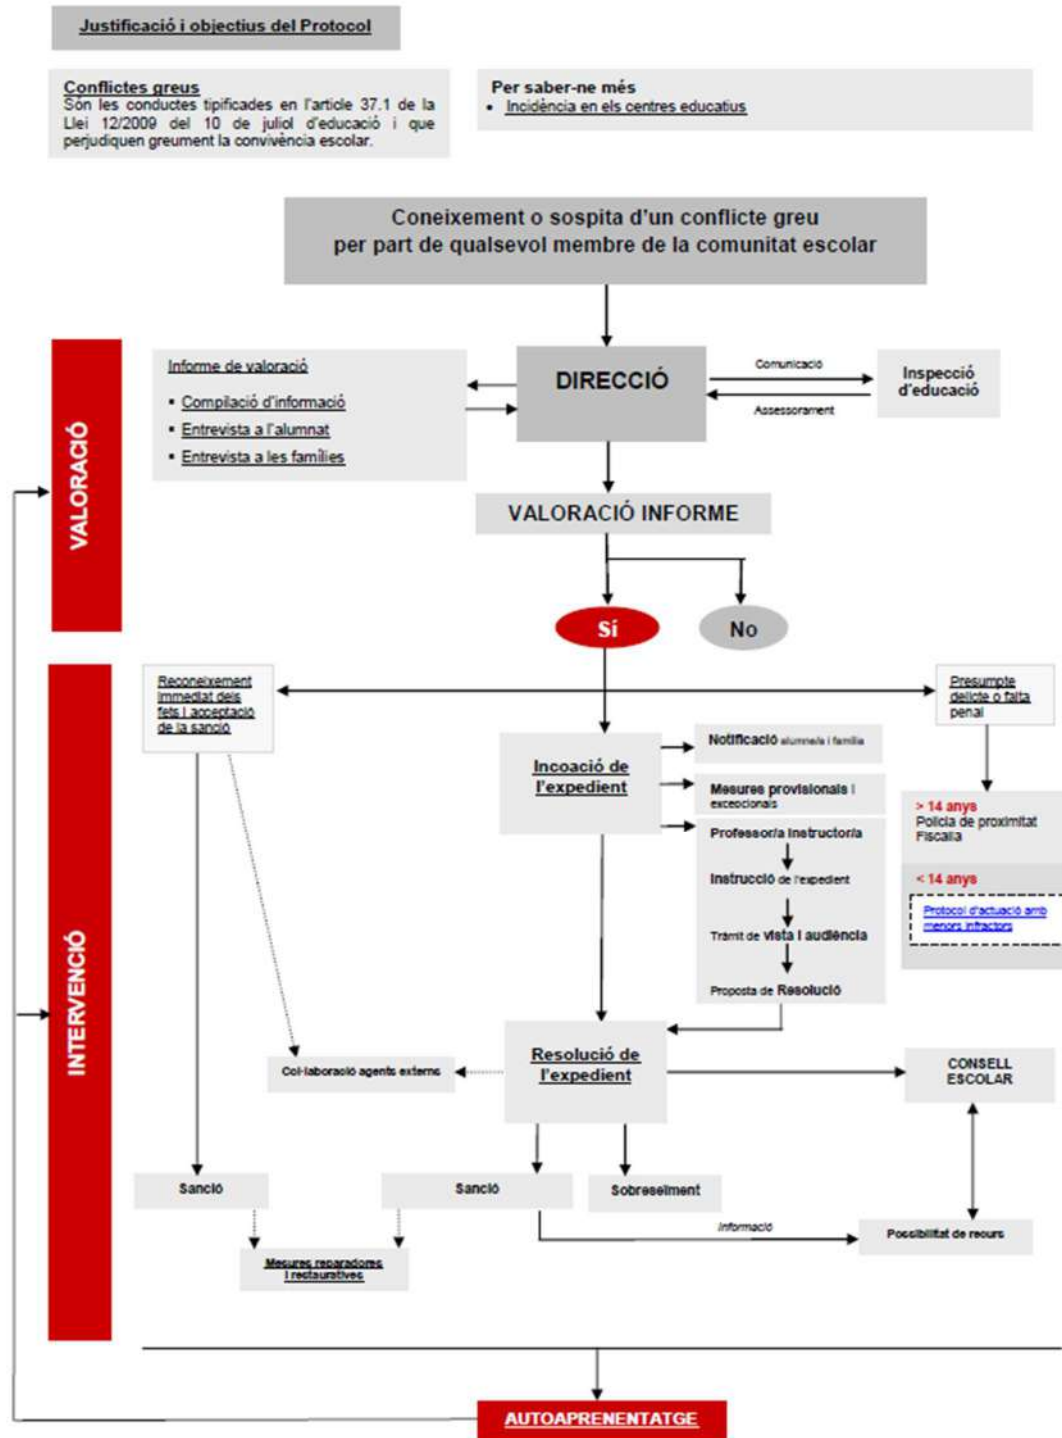 Justificació i objectius del Protocol
Conflictes greus
Són les conductes tipificades en l'article 37.1 de la
Llei 12/2009 del 10 de juliol d'educació i que
perjudiquen greument la convivència escolar.
Per saber-ne més
• Incidència en els centres educatius
Coneixement o sospita d'un conflicte greu
per part de qualsevol membre de la comunitat escolar
VALORACIÓ
Informe de valoració
▪ Compilació d'informació
▪ Entrevista a l'alumnat
▪ Entrevista a les famílies
DIRECCIÓ
Comunicació
Assessorament
Inspecció
d'educació
VALORACIÓ INFORME
Sí
No
INTERVENCIÓ
Reconeixement
immediat dels
fets i acceptació
de la sanció
Presumpte
delicte o falta
penal
Incoació de
l'expedient
Notificació alumne/a i família
Mesures provisionals i
excepcionals
Professor/a instructor/a
Instrucció de l'expedient
Tràmit de vista i audiència
Proposta de Resolució
> 14 anys
Policia de proximitat
Fiscalia
< 14 anys
Protocol d'actuació amb
menors infractors
Resolució de
l'expedient
Col·laboració agents externs
CONSELL
ESCOLAR
Sanció
Sanció
Sobreseïment
Informació
Possibilitat de recurs
Mesures reparadores
i restauratives
AUTOAPRENENTATGE